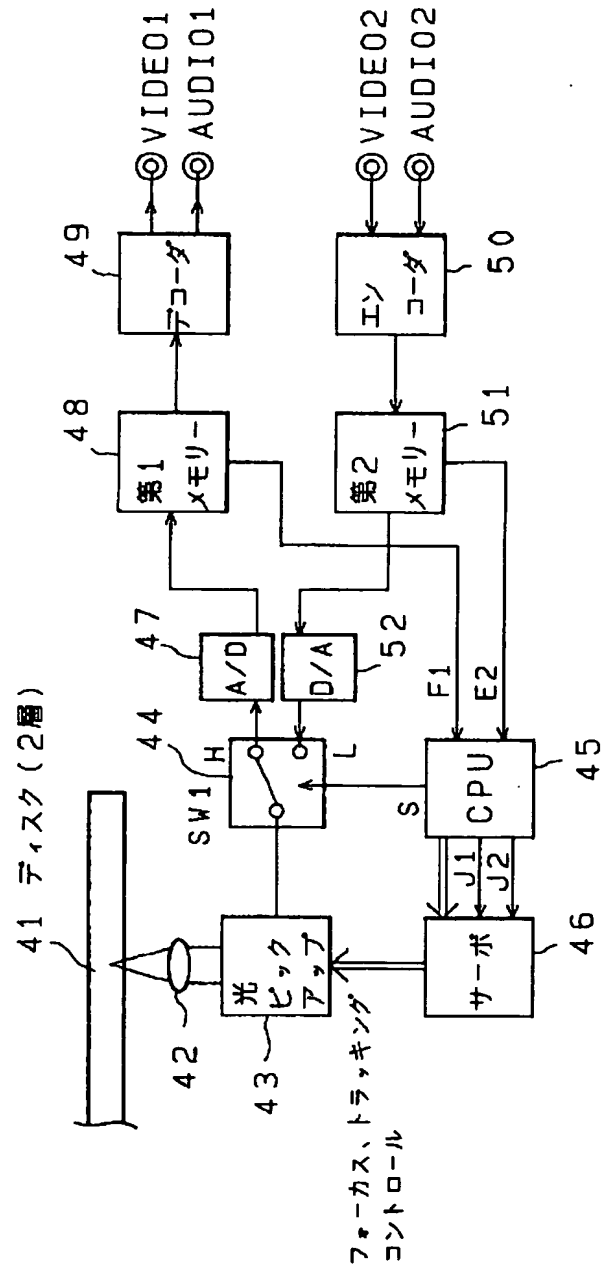 41 ディスク(2層)
42
43
光
ピック
アップ
フォーカス、トラッキング
コントロール
SW1
44
H
L
S
47
A/D
D/A
52
48
第1
メモリー
49
デコーダ
VIDEO1
AUDIO1
VIDEO2
AUDIO2
エン
コーダ
50
第2
メモリー
51
F1
E2
CPU
45
J1
J2
サーボ
46